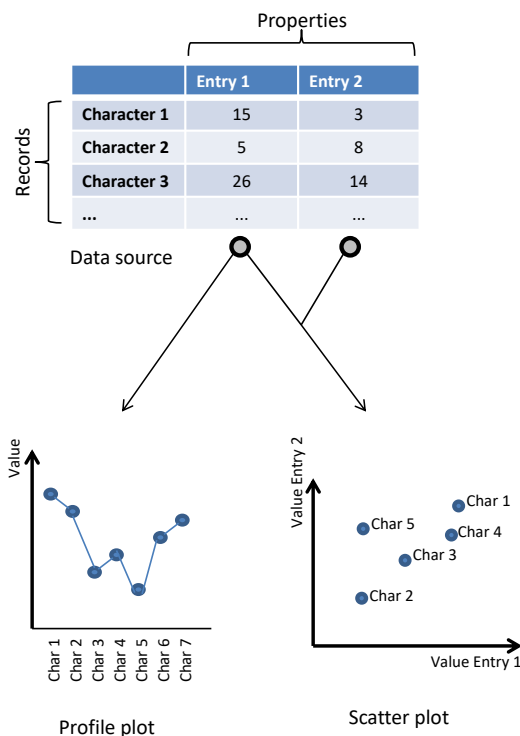 Properties
Entry 1 Entry 2
Records
Character 1 15 3
Character 2 5 8
Character 3 26 14
... ... ...
Data source
Value
Char 1
Char 2
Char 3
Char 4
Char 5
Char 6
Char 7
Profile plot
Value Entry 2
Char 1
Char 5
Char 4
Char 3
Char 2
Value Entry 1
Scatter plot